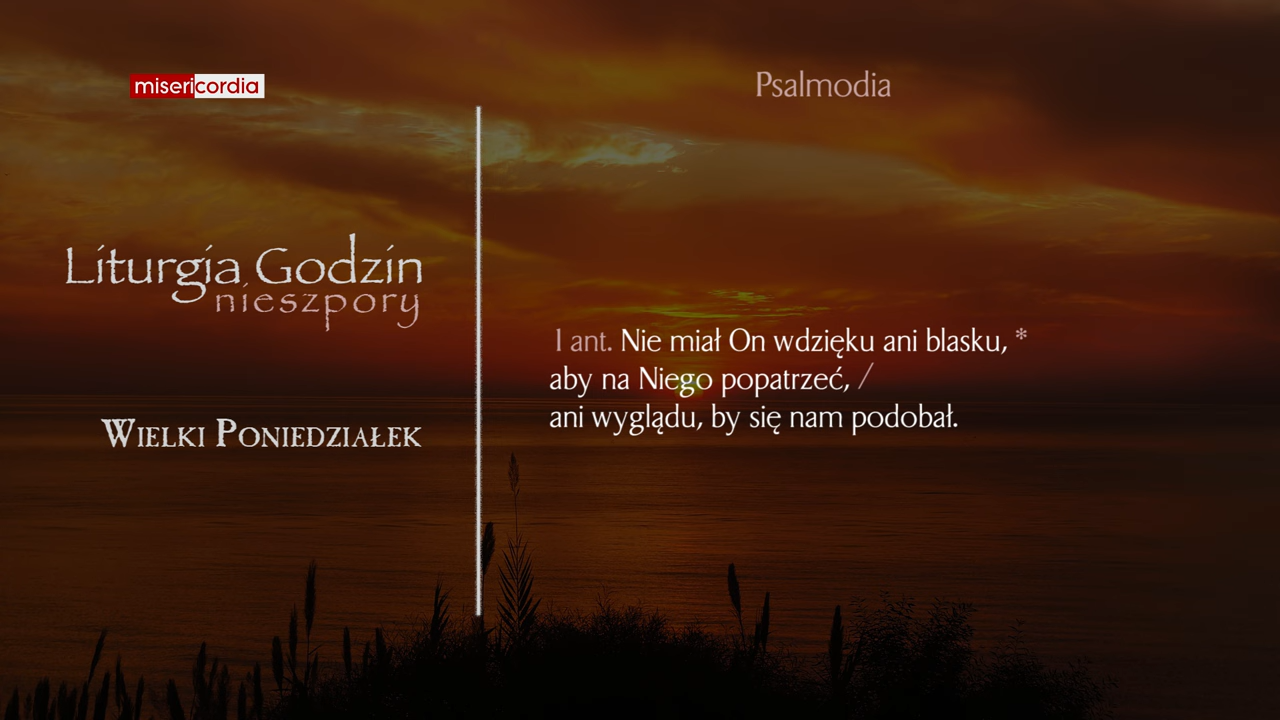 misericordia
Psalmodia
Liturgia Godzin
nieszpory
Wielki Poniedziałek
1 ant. Nie miał On wdzięku ani blasku, *
aby na Niego popatrzeć, /
ani wyglądu, by się nam podobał.